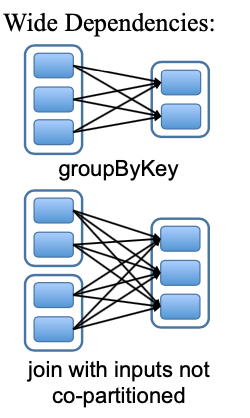 Wide Dependencies:
groupByKey
join with inputs not
co-partitioned